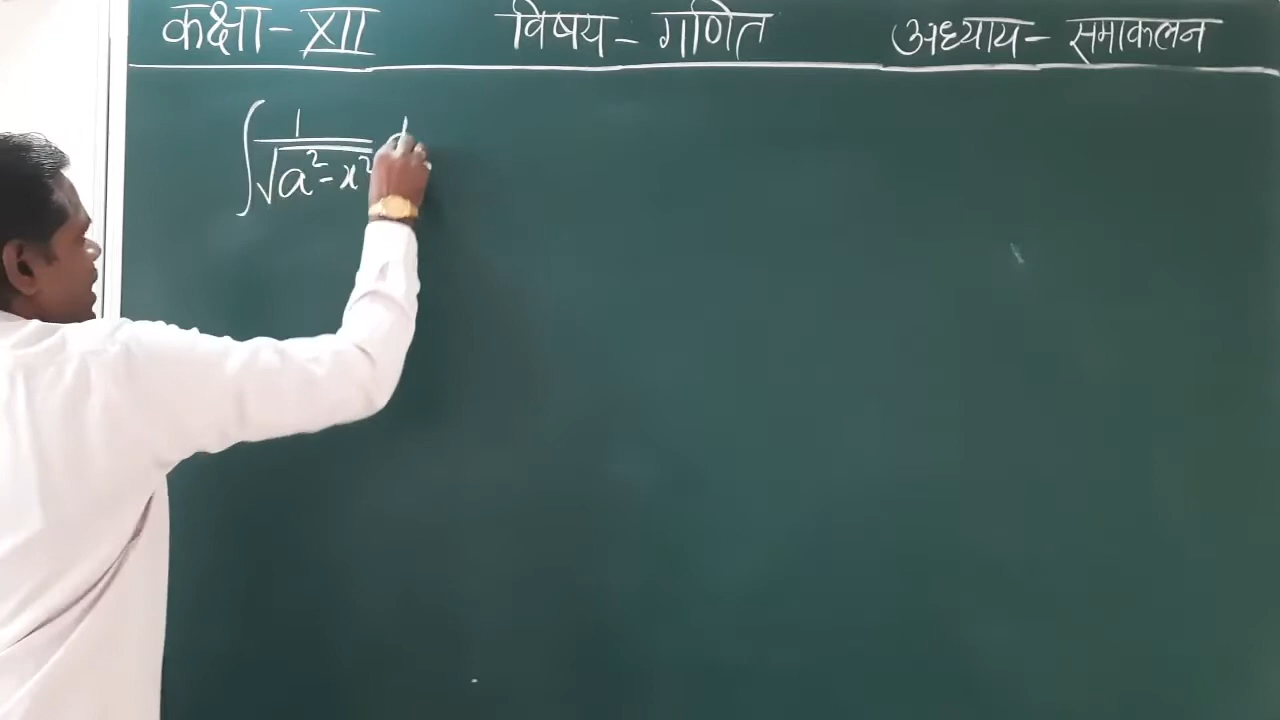 कक्षा - XII विषय - गणित अध्याय - समाकलन
∫ 1/√(a² - x²) d